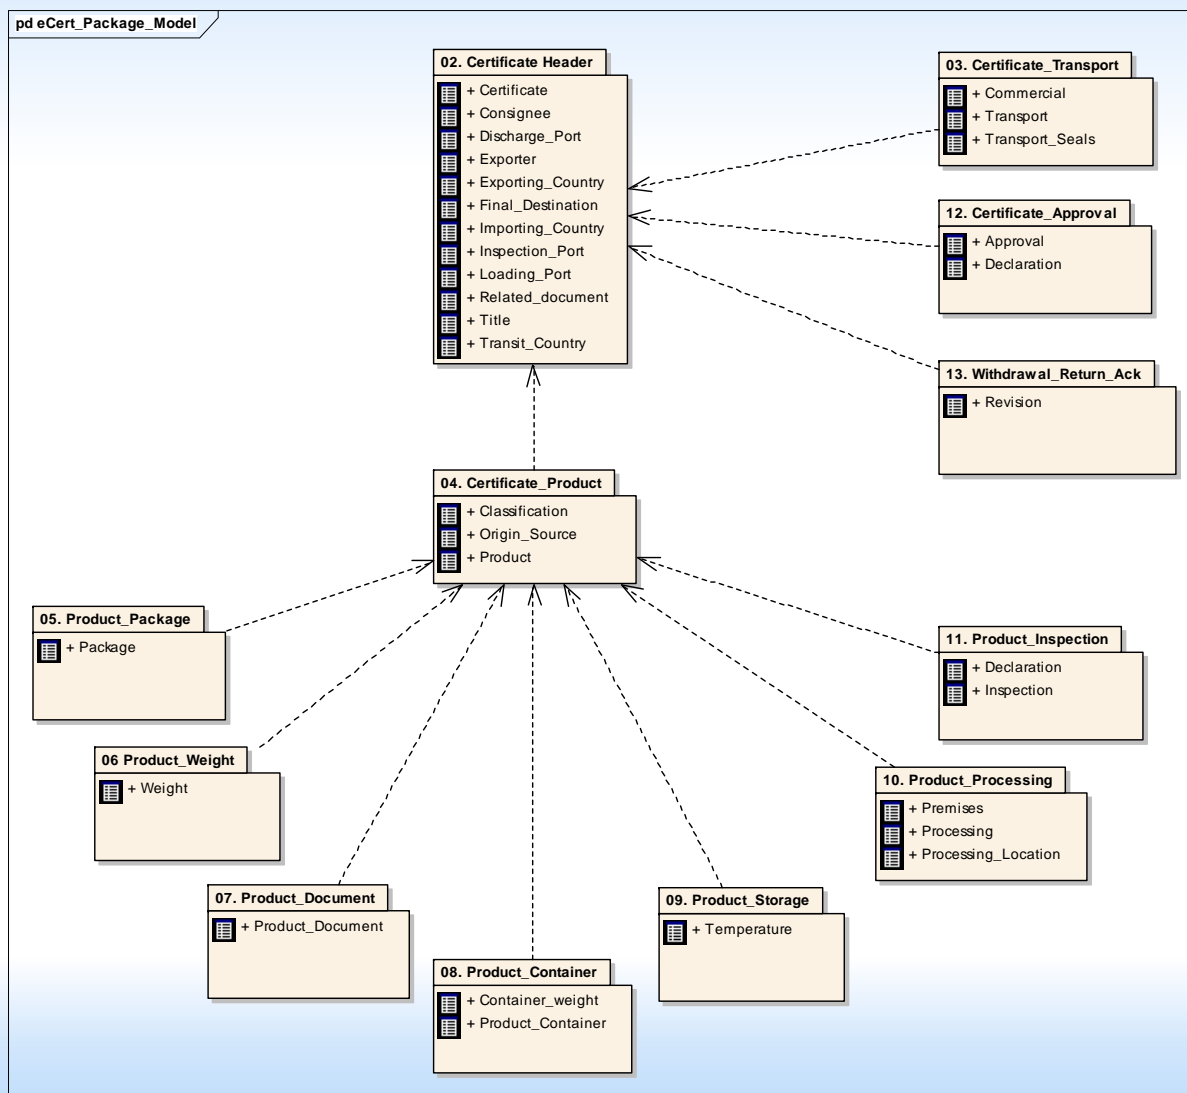 pd eCert_Package_Model
02. Certificate Header
+ Certificate
+ Consignee
+ Discharge_Port
+ Exporter
+ Exporting_Country
+ Final_Destination
+ Importing_Country
+ Inspection_Port
+ Loading_Port
+ Related_document
+ Title
+ Transit_Country
03. Certificate_Transport
+ Commercial
+ Transport
+ Transport_Seals
12. Certificate_Approval
+ Approval
+ Declaration
13. Withdrawal_Return_Ack
+ Revision
04. Certificate_Product
+ Classification
+ Origin_Source
+ Product
05. Product_Package
+ Package
06 Product_Weight
+ Weight
07. Product_Document
+ Product_Document
08. Product_Container
+ Container_weight
+ Product_Container
09. Product_Storage
+ Temperature
10. Product_Processing
+ Premises
+ Processing
+ Processing_Location
11. Product_Inspection
+ Declaration
+ Inspection